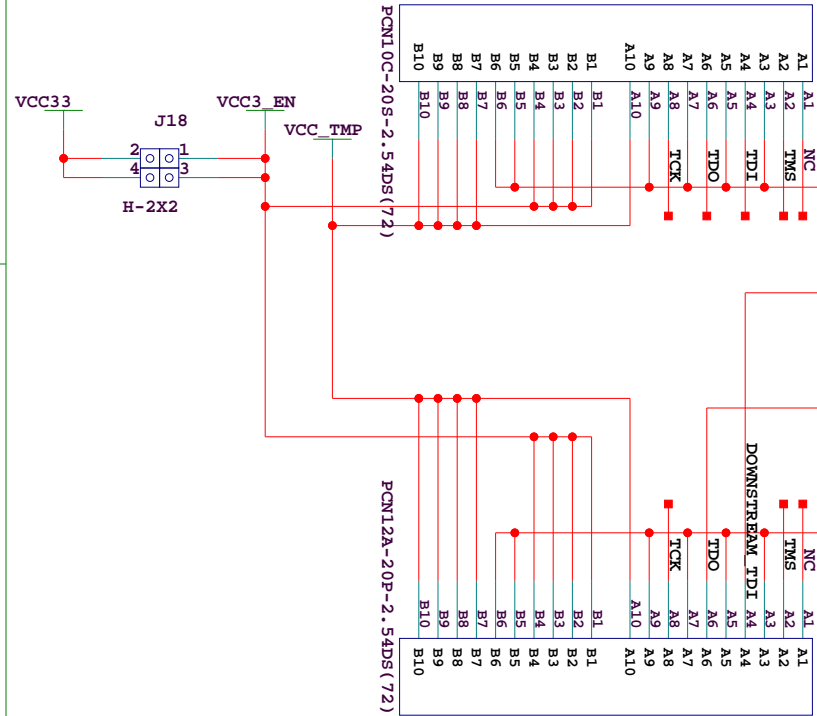 PCN10C-20S-2.54DS(72)
B10 B9 B8 B7 B6 B5 B4 B3 B2 B1 A10 A9 A8 A7 A6 A5 A4 A3 A2 A1
B10 B9 B8 B7 B6 B5 B4 B3 B2 B1 A10 A9 A8 A7 A6 A5 A4 A3 A2 A1
TCK TDO TDI TMS NC
VCC33
VCC3_EN
J18
VCC_TMP
2 1
4 3
H-2X2
PCN12A-20P-2.54DS(72)
TCK TDO DOWNSTREAM_TDI TMS NC
B10 B9 B8 B7 B6 B5 B4 B3 B2 B1 A10 A9 A8 A7 A6 A5 A4 A3 A2 A1
B10 B9 B8 B7 B6 B5 B4 B3 B2 B1 A10 A9 A8 A7 A6 A5 A4 A3 A2 A1